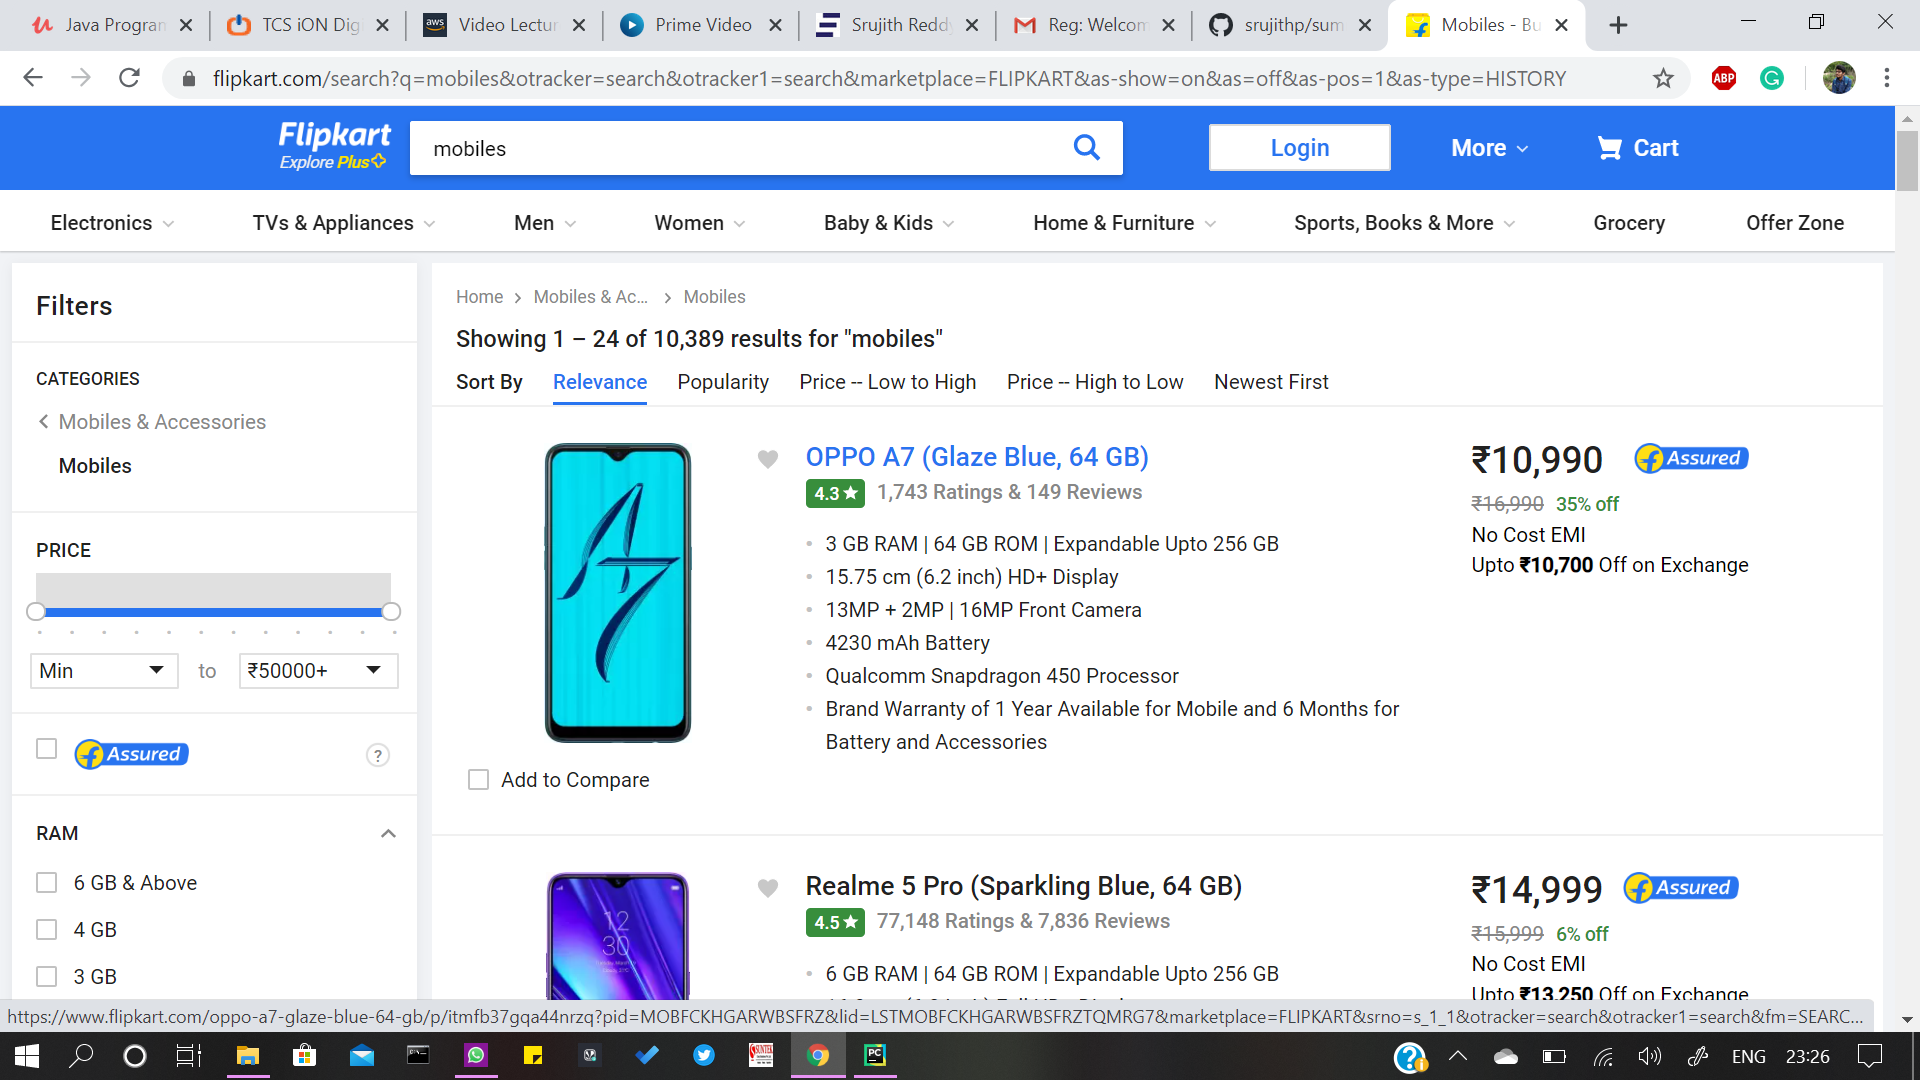 Java Program
TCS iON Dig
Video Lectur
Prime Video
Srujith Reddy
Reg: Welcom
srujithp/sum
Mobiles - Bu
flipkart.com/search?q=mobiles&otracker=search&otracker1=search&marketplace=FLIPKART&as-show=on&as=off&as-pos=1&as-type=HISTORY
ABP
Flipkart
Explore Plus
mobiles
Login
More
Cart
Electronics
TVs & Appliances
Men
Women
Baby & Kids
Home & Furniture
Sports, Books & More
Grocery
Offer Zone
Filters
CATEGORIES
Mobiles & Accessories
Mobiles
PRICE
Min to ₹50000+
Assured ?
RAM
6 GB & Above
4 GB
3 GB
Home > Mobiles & Ac... > Mobiles
Showing 1 – 24 of 10,389 results for "mobiles"
Sort By Relevance Popularity Price -- Low to High Price -- High to Low Newest First
A7
Add to Compare
OPPO A7 (Glaze Blue, 64 GB)
4.3★ 1,743 Ratings & 149 Reviews
3 GB RAM | 64 GB ROM | Expandable Upto 256 GB
15.75 cm (6.2 inch) HD+ Display
13MP + 2MP | 16MP Front Camera
4230 mAh Battery
Qualcomm Snapdragon 450 Processor
Brand Warranty of 1 Year Available for Mobile and 6 Months for
Battery and Accessories
₹10,990 Assured
₹16,990 35% off
No Cost EMI
Upto ₹10,700 Off on Exchange
12
30
Realme 5 Pro (Sparkling Blue, 64 GB)
4.5★ 77,148 Ratings & 7,836 Reviews
6 GB RAM | 64 GB ROM | Expandable Upto 256 GB
₹14,999 Assured
₹15,999 6% off
No Cost EMI
Upto ₹13,250 Off on Exchange
https://www.flipkart.com/oppo-a7-glaze-blue-64-gb/p/itmfb37gqa44nrzq?pid=MOBFCKHGARWBSFRZ&lid=LSTMOBFCKHGARWBSFRZTQMRG7&marketplace=FLIPKART&srno=s_1_1&otracker=search&otracker1=search&fm=SEARC...
ENG
23:26